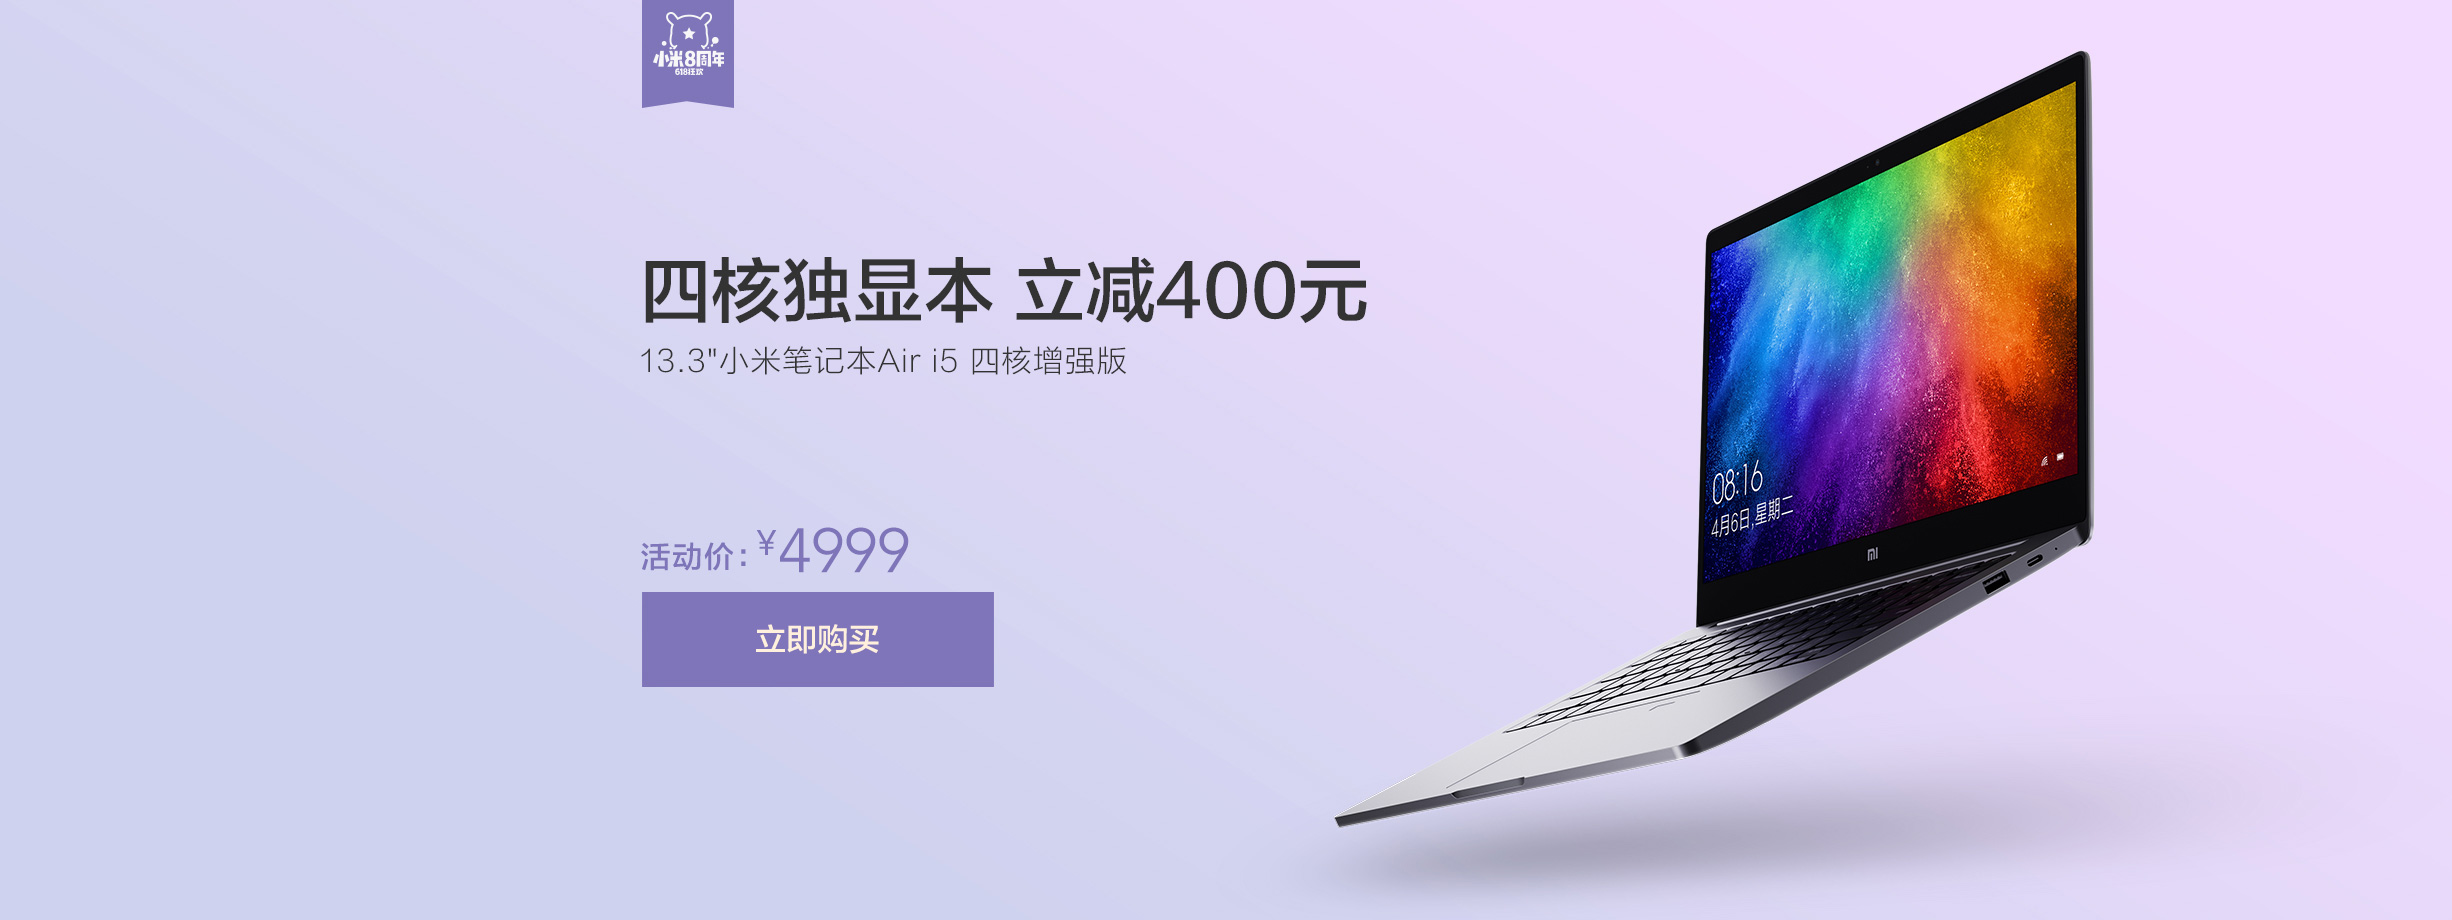 小米8周年
618狂欢
四核独显本 立减400元
13.3"小米笔记本Air i5 四核增强版
活动价：¥4999
立即购买
08:16
4月6日,星期二
mi